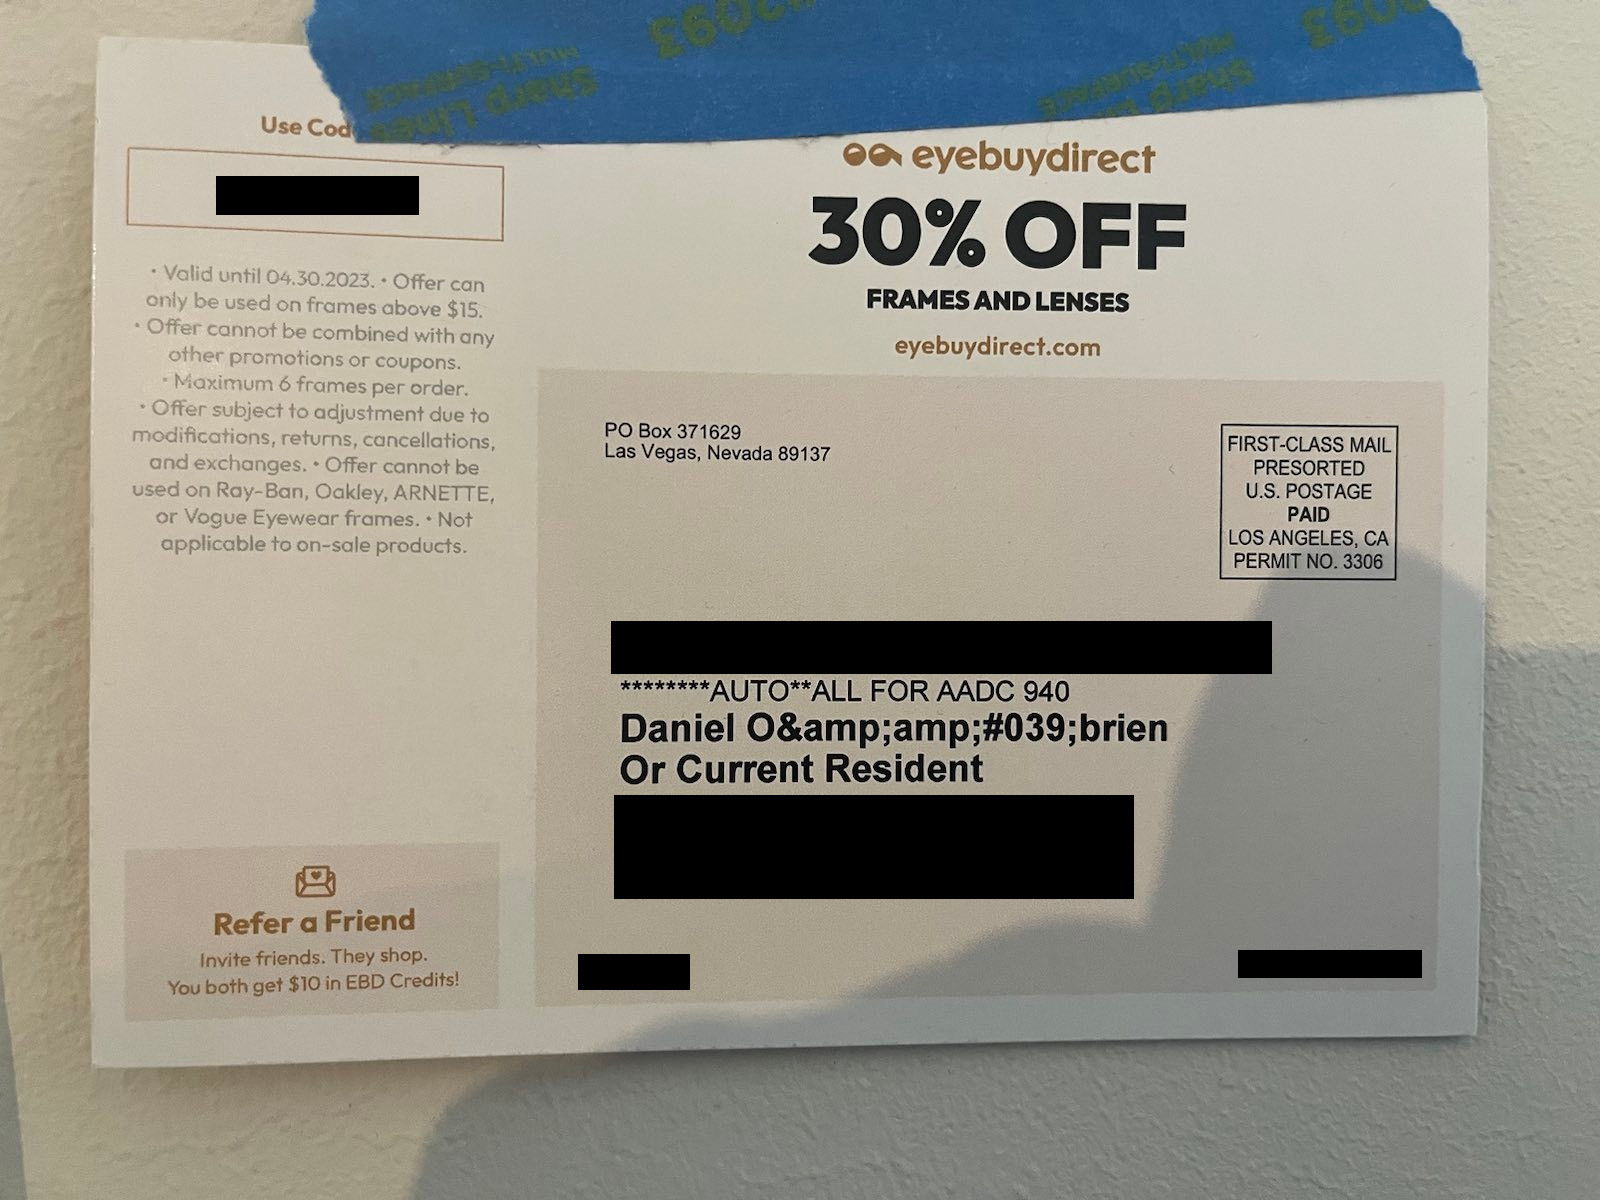 Sharp Lines
MULTI-SURFACE
2093
Sharp
MULTI-SURFACE
2093
Use
eyebuydirect
30% OFF
FRAMES AND LENSES
eyebuydirect.com
• Valid until 04.30.2023. • Offer can
only be used on frames above $15.
• Offer cannot be combined with any
other promotions or coupons.
• Maximum 6 frames per order.
• Offer subject to adjustment due to
modifications, returns, cancellations,
and exchanges. • Offer cannot be
used on Ray-Ban, Oakley, ARNETTE,
or Vogue Eyewear frames. • Not
applicable to on-sale products.
Refer a Friend
Invite friends. They shop.
You both get $10 in EBD Credits!
PO Box 371629
Las Vegas, Nevada 89137
FIRST-CLASS MAIL
PRESORTED
U.S. POSTAGE
PAID
LOS ANGELES, CA
PERMIT NO. 3306
********AUTO**ALL FOR AADC 940
Daniel O&amp;amp;#039;brien
Or Current Resident